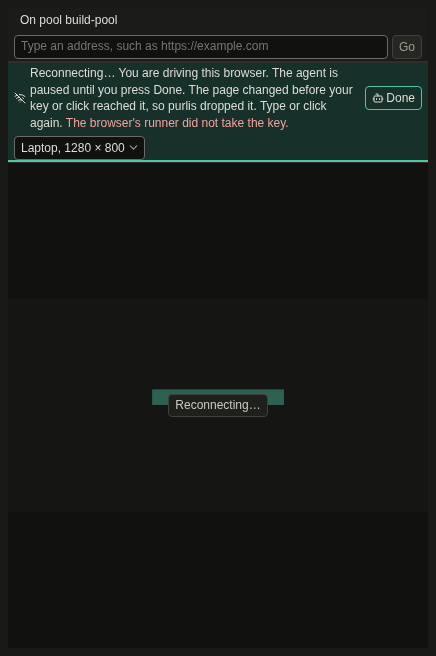 On pool build-pool
Type an address, such as https://example.com
Go
Reconnecting… You are driving this browser. The agent is
paused until you press Done. The page changed before your
key or click reached it, so purlis dropped it. Type or click
again. The browser's runner did not take the key.
Done
Laptop, 1280 × 800
Reconnecting…